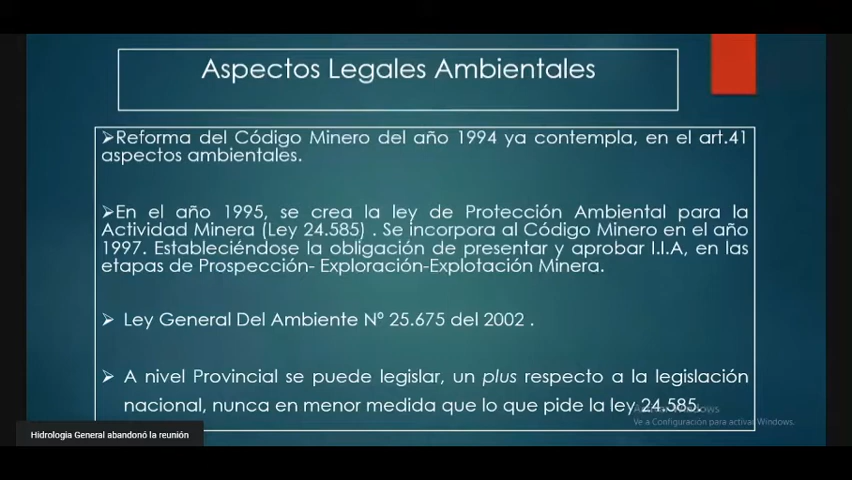 Aspectos Legales Ambientales
➢Reforma del Código Minero del año 1994 ya contempla, en el art.41
aspectos ambientales.
➢En el año 1995, se crea la ley de Protección Ambiental para la
Actividad Minera (Ley 24.585) . Se incorpora al Código Minero en el año
1997. Estableciéndose la obligación de presentar y aprobar I.I.A, en las
etapas de Prospección- Exploración-Explotación Minera.
➢ Ley General Del Ambiente Nº 25.675 del 2002 .
➢ A nivel Provincial se puede legislar, un plus respecto a la legislación
nacional, nunca en menor medida que lo que pide la ley 24.585.
Activar Windows
Ve a Configuración para activar Windows.
Hidrologia General abandonó la reunión